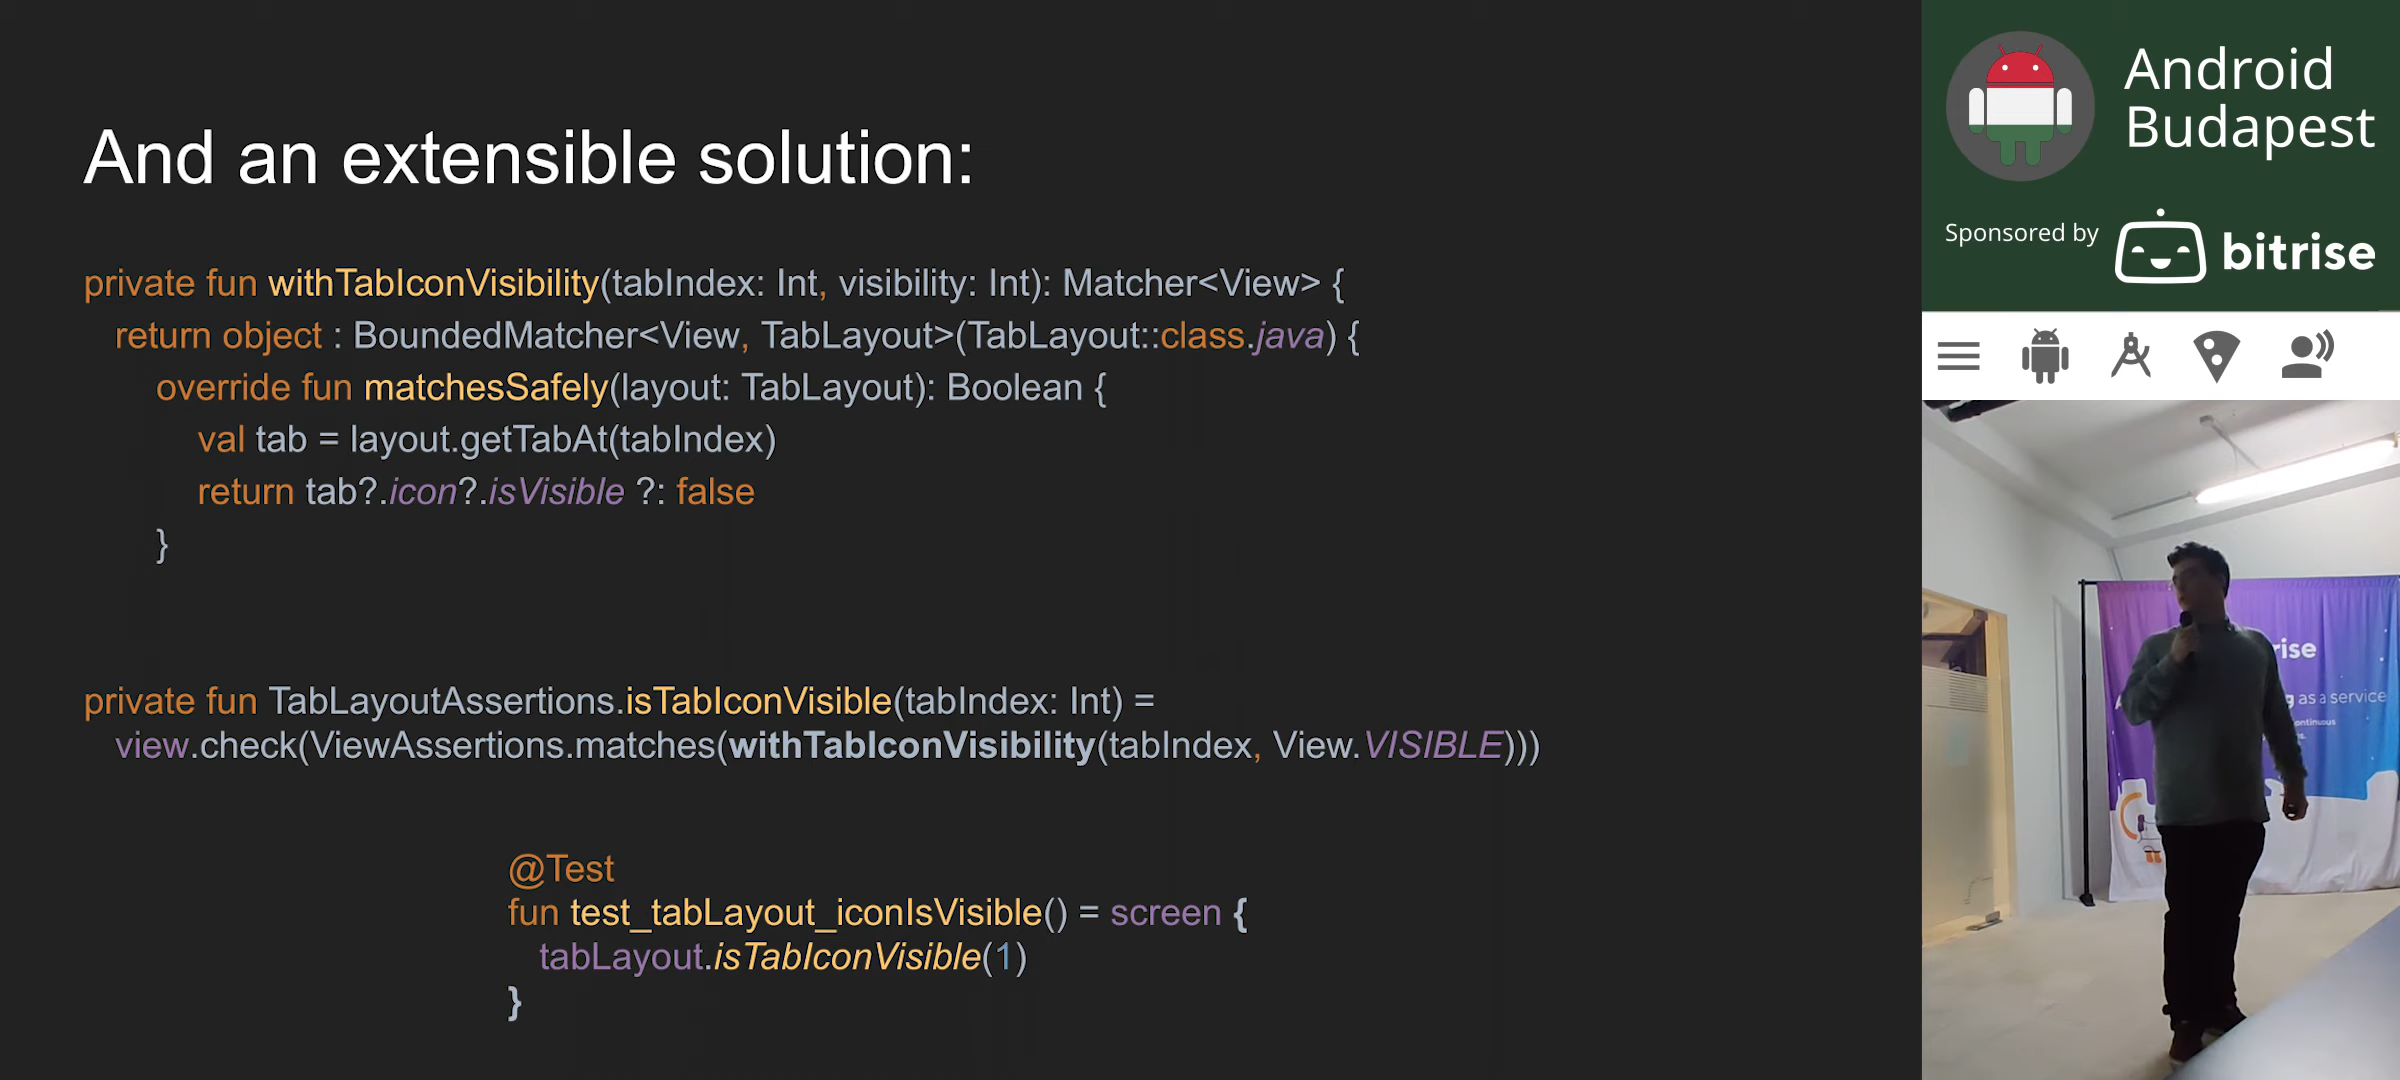 And an extensible solution:
private fun withTabIconVisibility(tabIndex: Int, visibility: Int): Matcher<View> {
return object : BoundedMatcher<View, TabLayout>(TabLayout::class.java) {
override fun matchesSafely(layout: TabLayout): Boolean {
val tab = layout.getTabAt(tabIndex)
return tab?.icon?.isVisible ?: false
}
private fun TabLayoutAssertions.isTabIconVisible(tabIndex: Int) =
view.check(ViewAssertions.matches(withTabIconVisibility(tabIndex, View.VISIBLE)))
@Test
fun test_tabLayout_iconIsVisible() = screen {
tabLayout.isTabIconVisible(1)
}
Android
Budapest
Sponsored by
bitrise
rise
g as a service
ontinuous